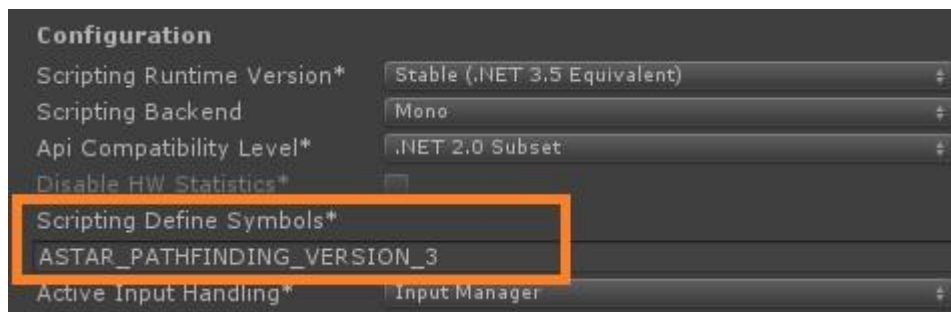 Configuration
Scripting Runtime Version* Stable (.NET 3.5 Equivalent)
Scripting Backend Mono
Api Compatibility Level* .NET 2.0 Subset
Disable HW Statistics*
Scripting Define Symbols*
ASTAR_PATHFINDING_VERSION_3
Active Input Handling* Input Manager